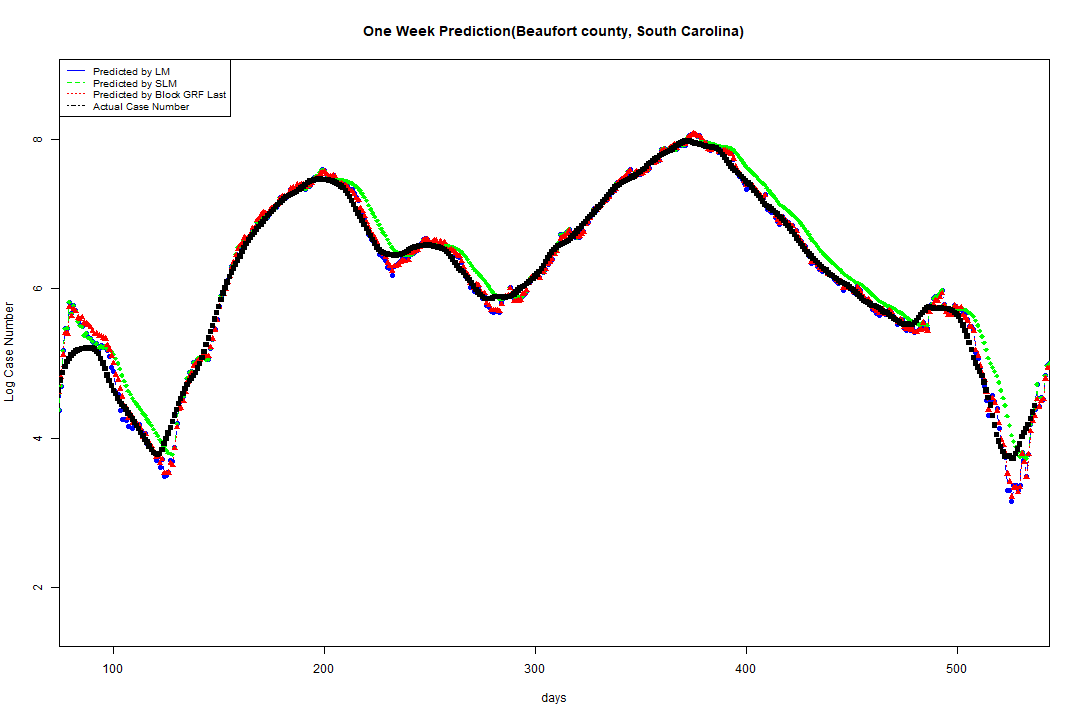 One Week Prediction(Beaufort county, South Carolina)
Predicted by LM
Predicted by SLM
Predicted by Block GRF Last
Actual Case Number
8
6
4
2
Log Case Number
100 200 300 400 500
days